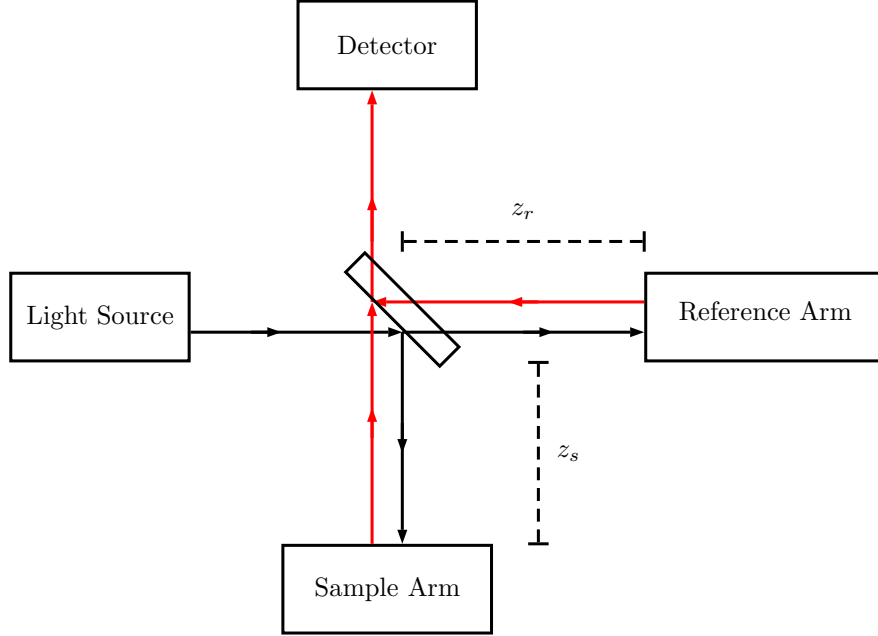 Detector
z_r
Light Source
Reference Arm
z_s
Sample Arm